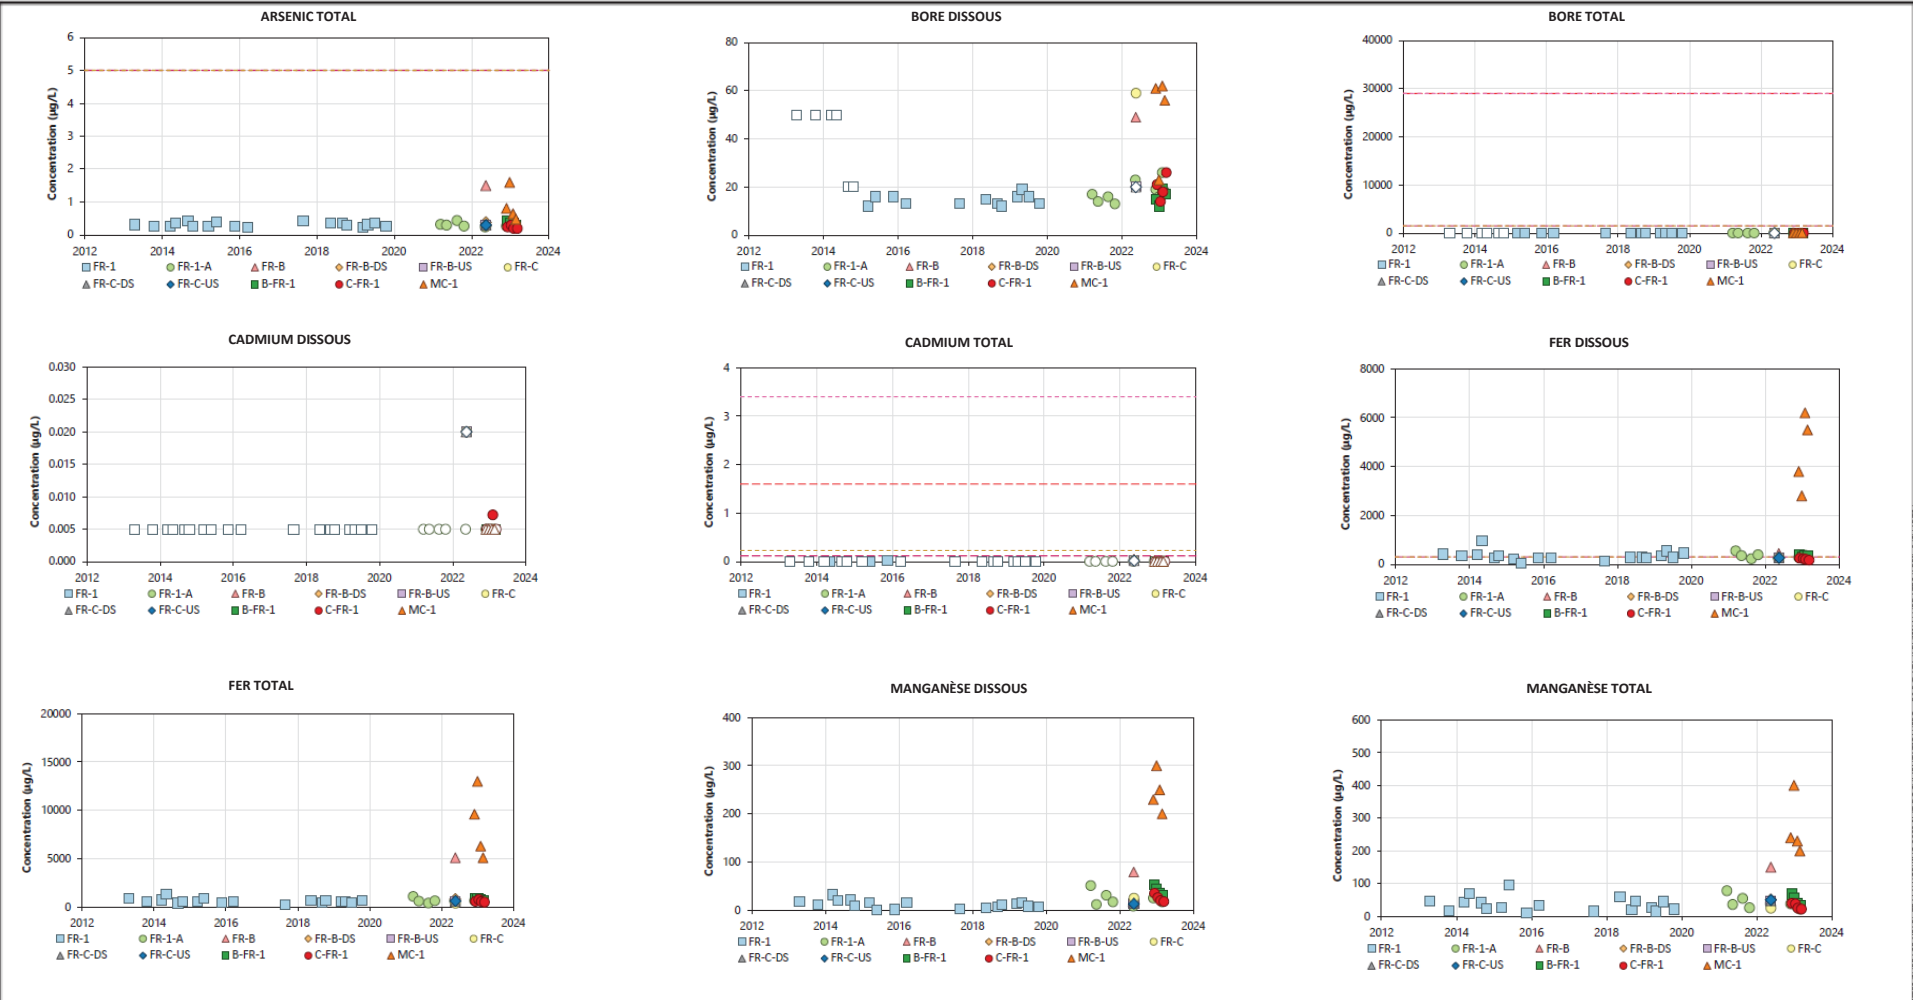 ARSENIC TOTAL
Concentration (µg/L)
6
5
4
3
2
1
0
2012 2014 2016 2018 2020 2022 2024
FR-1 FR-1-A FR-B FR-B-DS FR-B-US FR-C
FR-C-DS FR-C-US B-FR-1 C-FR-1 MC-1
BORE DISSOUS
Concentration (µg/L)
80
60
40
20
0
2012 2014 2016 2018 2020 2022 2024
FR-1 FR-1-A FR-B FR-B-DS FR-B-US FR-C
FR-C-DS FR-C-US B-FR-1 C-FR-1 MC-1
BORE TOTAL
Concentration (µg/L)
40000
30000
20000
10000
0
2012 2014 2016 2018 2020 2022 2024
FR-1 FR-1-A FR-B FR-B-DS FR-B-US FR-C
FR-C-DS FR-C-US B-FR-1 C-FR-1 MC-1
CADMIUM DISSOUS
Concentration (µg/L)
0.030
0.025
0.020
0.015
0.010
0.005
0.000
2012 2014 2016 2018 2020 2022 2024
FR-1 FR-1-A FR-B FR-B-DS FR-B-US FR-C
FR-C-DS FR-C-US B-FR-1 C-FR-1 MC-1
CADMIUM TOTAL
Concentration (µg/L)
4
3
2
1
0
2012 2014 2016 2018 2020 2022 2024
FR-1 FR-1-A FR-B FR-B-DS FR-B-US FR-C
FR-C-DS FR-C-US B-FR-1 C-FR-1 MC-1
FER DISSOUS
Concentration (µg/L)
8000
6000
4000
2000
0
2012 2014 2016 2018 2020 2022 2024
FR-1 FR-1-A FR-B FR-B-DS FR-B-US FR-C
FR-C-DS FR-C-US B-FR-1 C-FR-1 MC-1
FER TOTAL
Concentration (µg/L)
20000
15000
10000
5000
0
2012 2014 2016 2018 2020 2022 2024
FR-1 FR-1-A FR-B FR-B-DS FR-B-US FR-C
FR-C-DS FR-C-US B-FR-1 C-FR-1 MC-1
MANGANÈSE DISSOUS
Concentration (µg/L)
400
300
200
100
0
2012 2014 2016 2018 2020 2022 2024
FR-1 FR-1-A FR-B FR-B-DS FR-B-US FR-C
FR-C-DS FR-C-US B-FR-1 C-FR-1 MC-1
MANGANÈSE TOTAL
Concentration (µg/L)
600
500
400
300
200
100
0
2012 2014 2016 2018 2020 2022 2024
FR-1 FR-1-A FR-B FR-B-DS FR-B-US FR-C
FR-C-DS FR-C-US B-FR-1 C-FR-1 MC-1